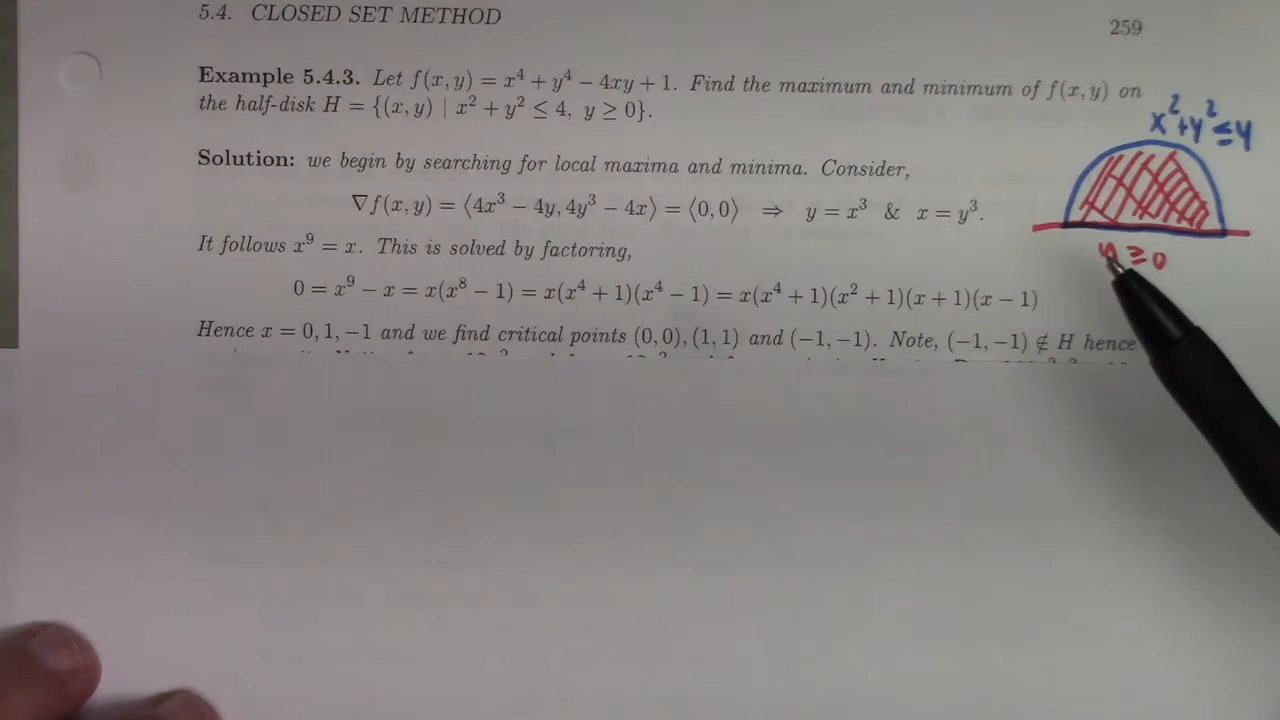 5.4. CLOSED SET METHOD
259
Example 5.4.3. Let f(x, y) = x⁴ + y⁴ − 4xy + 1. Find the maximum and minimum of f(x, y) on
the half-disk H = {(x, y) | x² + y² ≤ 4, y ≥ 0}.
x² + y² ≤ 4
Solution: we begin by searching for local maxima and minima. Consider,
∇f(x, y) = ⟨4x³ − 4y, 4y³ − 4x⟩ = ⟨0, 0⟩ ⇒ y = x³ & x = y³.
y ≥ 0
It follows x⁹ = x. This is solved by factoring,
0 = x⁹ − x = x(x⁸ − 1) = x(x⁴ + 1)(x⁴ − 1) = x(x⁴ + 1)(x² + 1)(x + 1)(x − 1)
Hence x = 0, 1, −1 and we find critical points (0, 0), (1, 1) and (−1, −1). Note, (−1, −1) ∉ H hence